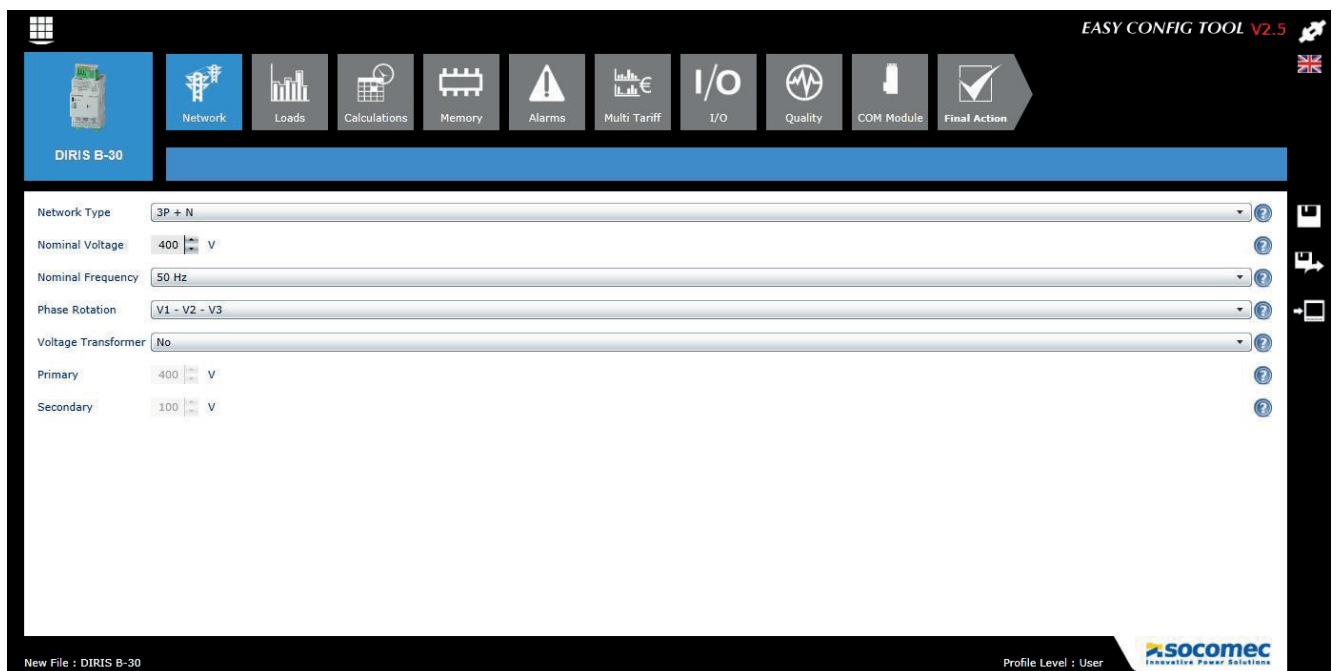 EASY CONFIG TOOL V2.5
Network
Loads
Calculations
Memory
Alarms
€
Multi Tariff
I/O
I/O
Quality
COM Module
Final Action
DIRIS B-30
Network Type 3P + N
Nominal Voltage 400 V
Nominal Frequency 50 Hz
Phase Rotation V1 - V2 - V3
Voltage Transformer No
Primary 400 V
Secondary 100 V
New File : DIRIS B-30
Profile Level : User
socomec
Innovative Power Solutions